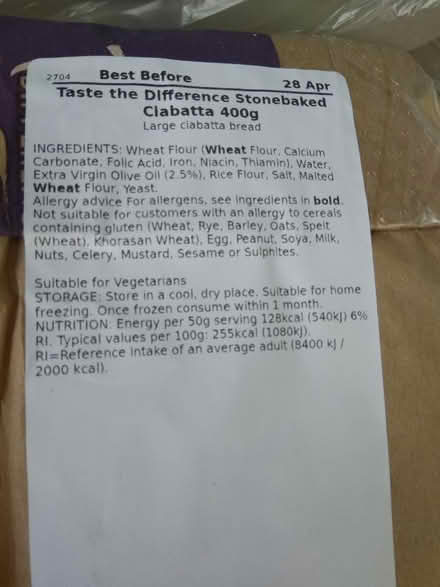 2704 Best Before 28 Apr
Taste the Difference Stonebaked
Ciabatta 400g
Large ciabatta bread
INGREDIENTS: Wheat Flour (Wheat Flour, Calcium
Carbonate, Folic Acid, Iron, Niacin, Thiamin), Water,
Extra Virgin Olive Oil (2.5%), Rice Flour, Salt, Malted
Wheat Flour, Yeast.
Allergy advice For allergens, see ingredients in bold.
Not suitable for customers with an allergy to cereals
containing gluten (Wheat, Rye, Barley, Oats, Spelt
(Wheat), Khorasan Wheat), Egg, Peanut, Soya, Milk,
Nuts, Celery, Mustard, Sesame or Sulphites.
Suitable for Vegetarians
STORAGE: Store in a cool, dry place. Suitable for home
freezing. Once frozen consume within 1 month.
NUTRITION: Energy per 50g serving 128kcal (540kJ) 6%
RI. Typical values per 100g: 255kcal (1080kJ).
RI=Reference intake of an average adult (8400 kJ /
2000 kcal).